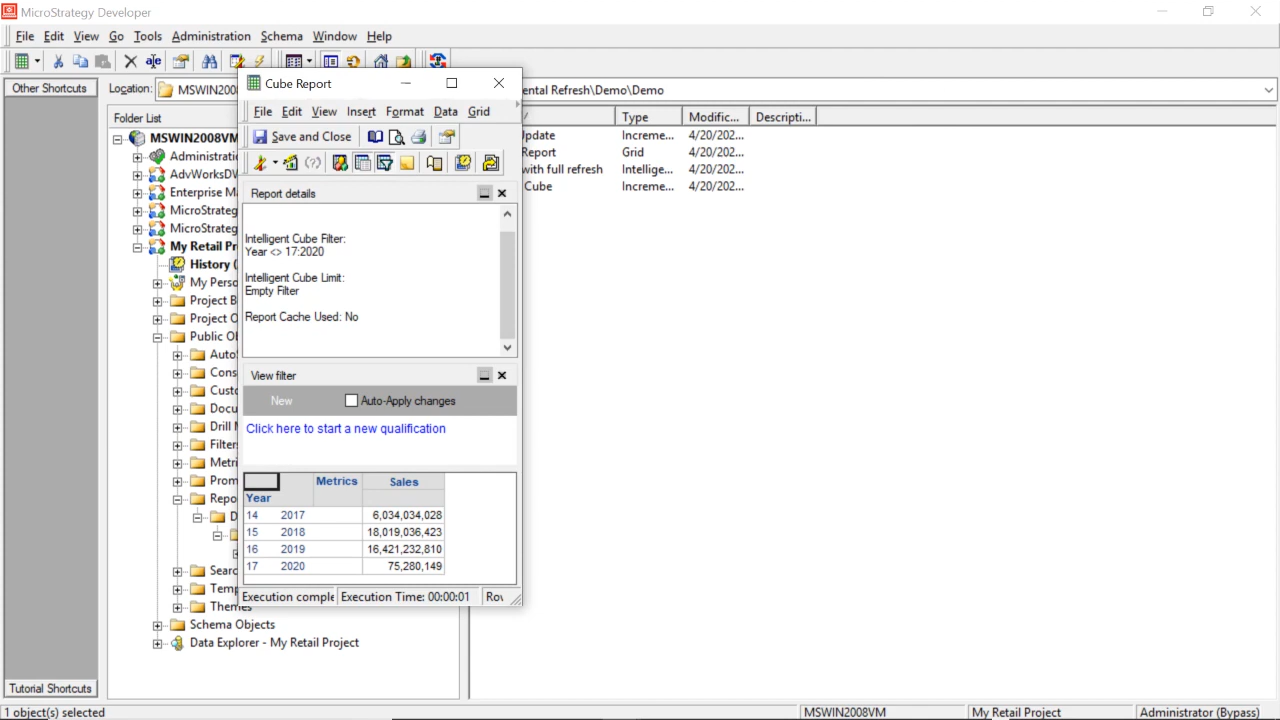 MicroStrategy Developer
File Edit View Go Tools Administration Schema Window Help
Other Shortcuts
Location: MSWIN200
ental Refresh\Demo\Demo
Folder List
MSWIN2008VM
Administratio
AdvWorksDW
Enterprise M
MicroStrateg
MicroStrateg
My Retail Pr
History (
My Perso
Project B
Project O
Public Ob
Auto
Cons
Custo
Docu
Drill M
Filter
Metri
Prom
Repo
D
Searc
Temp
Themes
Schema Objects
Data Explorer - My Retail Project
Type Modific... Descripti...
Update Increme... 4/20/202...
Report Grid 4/20/202...
with full refresh Intellige... 4/20/202...
Cube Increme... 4/20/202...
Cube Report
File Edit View Insert Format Data Grid
Save and Close
Report details
Intelligent Cube Filter:
Year <> 17:2020
Intelligent Cube Limit:
Empty Filter
Report Cache Used: No
View filter
New Auto-Apply changes
Click here to start a new qualification
Metrics Sales
Year
14 2017 6,034,034,028
15 2018 18,019,036,423
16 2019 16,421,232,810
17 2020 75,280,149
Execution comple Execution Time: 00:00:01 Rov
Tutorial Shortcuts
1 object(s) selected MSWIN2008VM My Retail Project Administrator (Bypass)